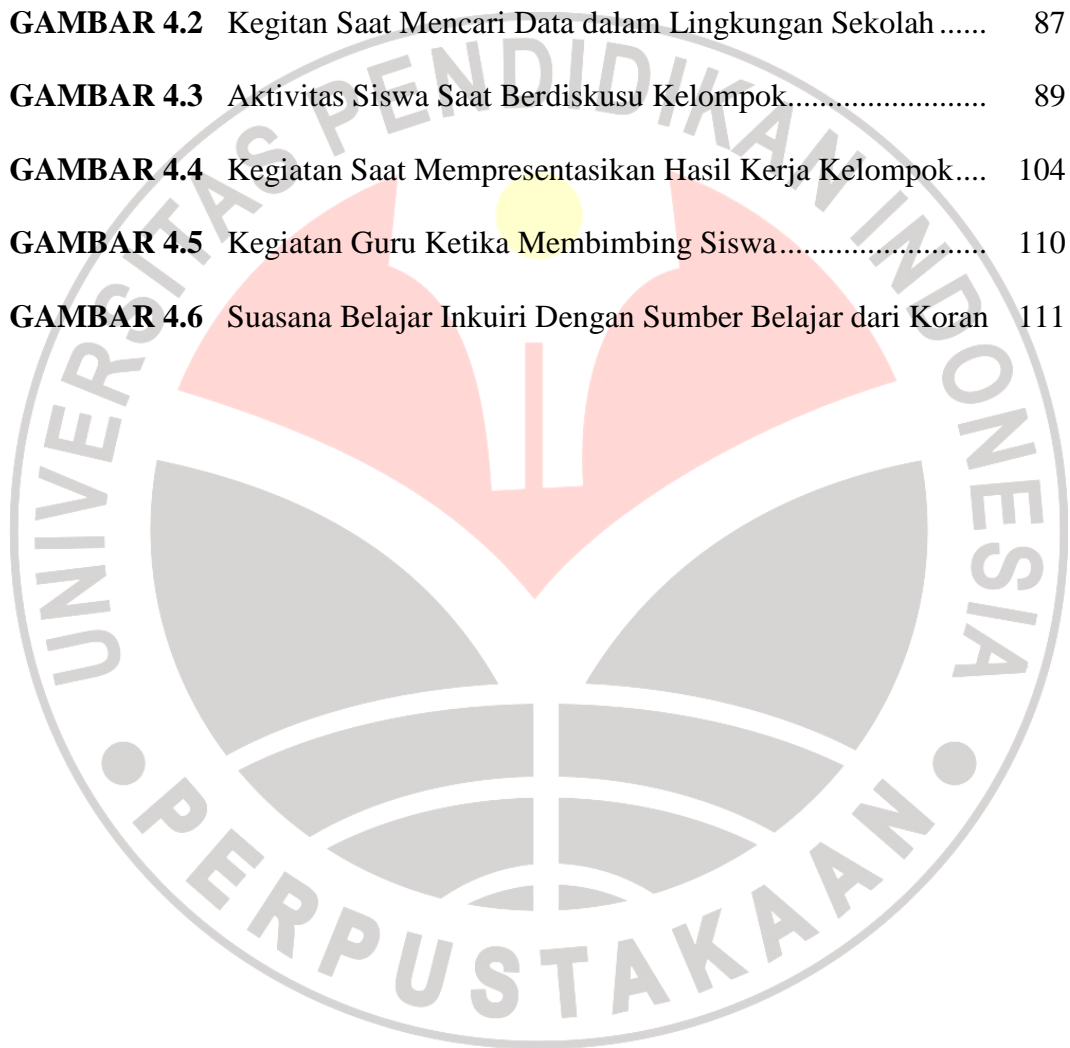 GAMBAR 4.2 Kegitan Saat Mencari Data dalam Lingkungan Sekolah ...... 87
GAMBAR 4.3 Aktivitas Siswa Saat Berdiskusu Kelompok........................ 89
GAMBAR 4.4 Kegiatan Saat Mempresentasikan Hasil Kerja Kelompok.... 104
GAMBAR 4.5 Kegiatan Guru Ketika Membimbing Siswa......................... 110
GAMBAR 4.6 Suasana Belajar Inkuiri Dengan Sumber Belajar dari Koran 111
UNIVERSITAS PENDIDIKAN INDONESIA
PERPUSTAKAAN